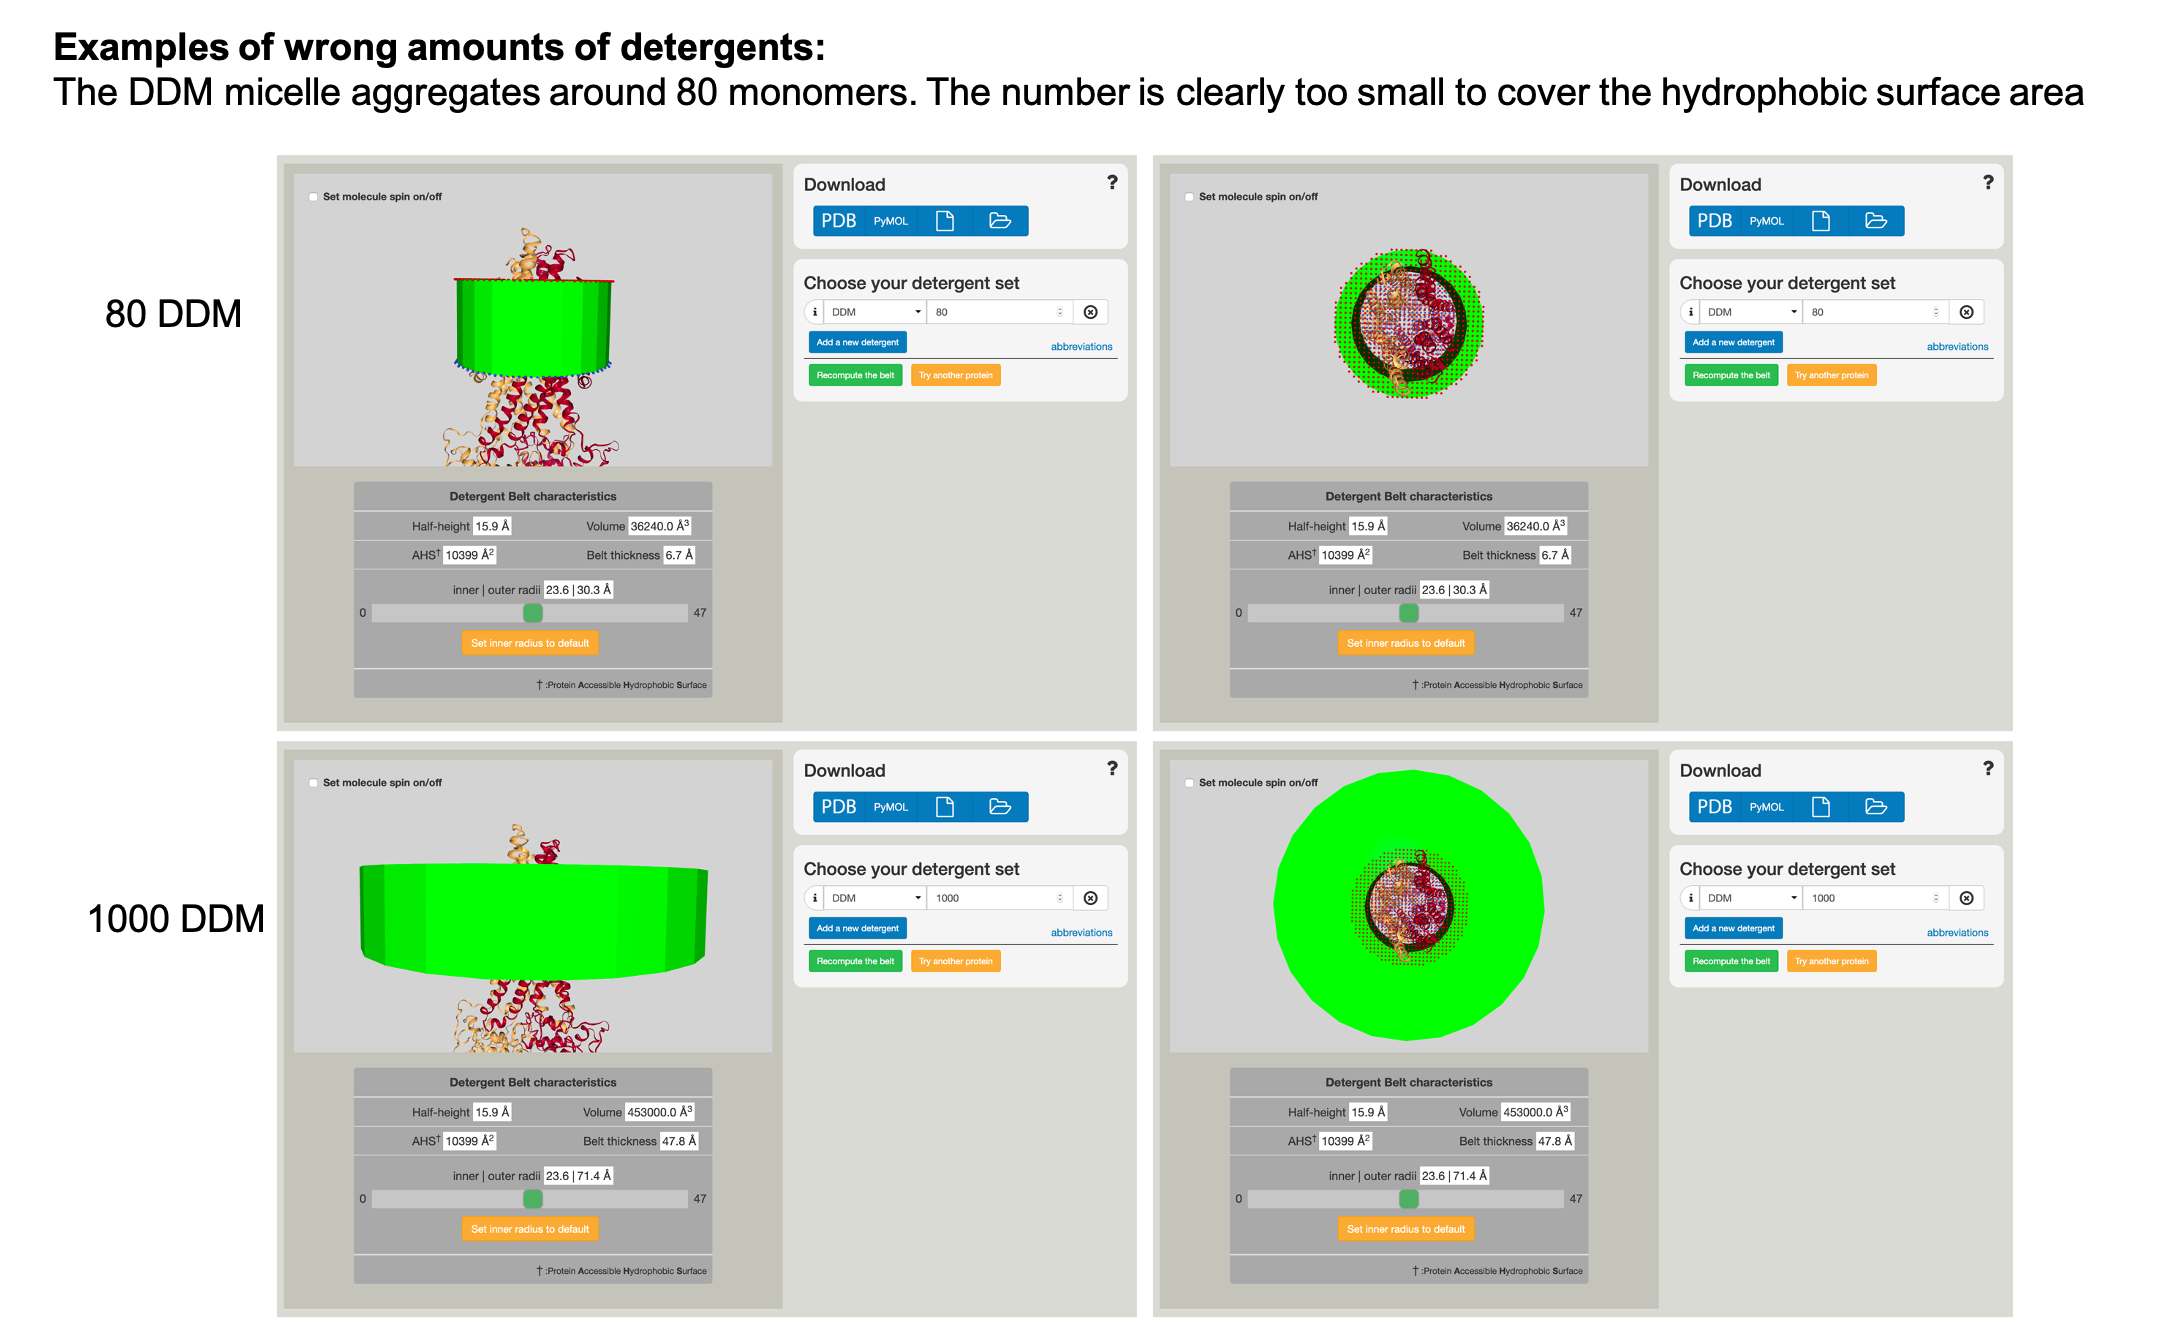 Examples of wrong amounts of detergents:
The DDM micelle aggregates around 80 monomers. The number is clearly too small to cover the hydrophobic surface area
80 DDM
Set molecule spin on/off
Download
?
PDB PyMOL
Choose your detergent set
i DDM 80
Add a new detergent
abbreviations
Recompute the belt Try another protein
Detergent Belt characteristics
Half-height 15.9 Å Volume 36240.0 Å³
AHS† 10399 Å² Belt thickness 6.7 Å
inner | outer radii 23.6 | 30.3 Å
0 47
Set inner radius to default
† :Protein Accessible Hydrophobic Surface
Set molecule spin on/off
Download
?
PDB PyMOL
Choose your detergent set
i DDM 80
Add a new detergent
abbreviations
Recompute the belt Try another protein
Detergent Belt characteristics
Half-height 15.9 Å Volume 36240.0 Å³
AHS† 10399 Å² Belt thickness 6.7 Å
inner | outer radii 23.6 | 30.3 Å
0 47
Set inner radius to default
† :Protein Accessible Hydrophobic Surface
1000 DDM
Set molecule spin on/off
Download
?
PDB PyMOL
Choose your detergent set
i DDM 1000
Add a new detergent
abbreviations
Recompute the belt Try another protein
Detergent Belt characteristics
Half-height 15.9 Å Volume 453000.0 Å³
AHS† 10399 Å² Belt thickness 47.8 Å
inner | outer radii 23.6 | 71.4 Å
0 47
Set inner radius to default
† :Protein Accessible Hydrophobic Surface
Set molecule spin on/off
Download
?
PDB PyMOL
Choose your detergent set
i DDM 1000
Add a new detergent
abbreviations
Recompute the belt Try another protein
Detergent Belt characteristics
Half-height 15.9 Å Volume 453000.0 Å³
AHS† 10399 Å² Belt thickness 47.8 Å
inner | outer radii 23.6 | 71.4 Å
0 47
Set inner radius to default
† :Protein Accessible Hydrophobic Surface